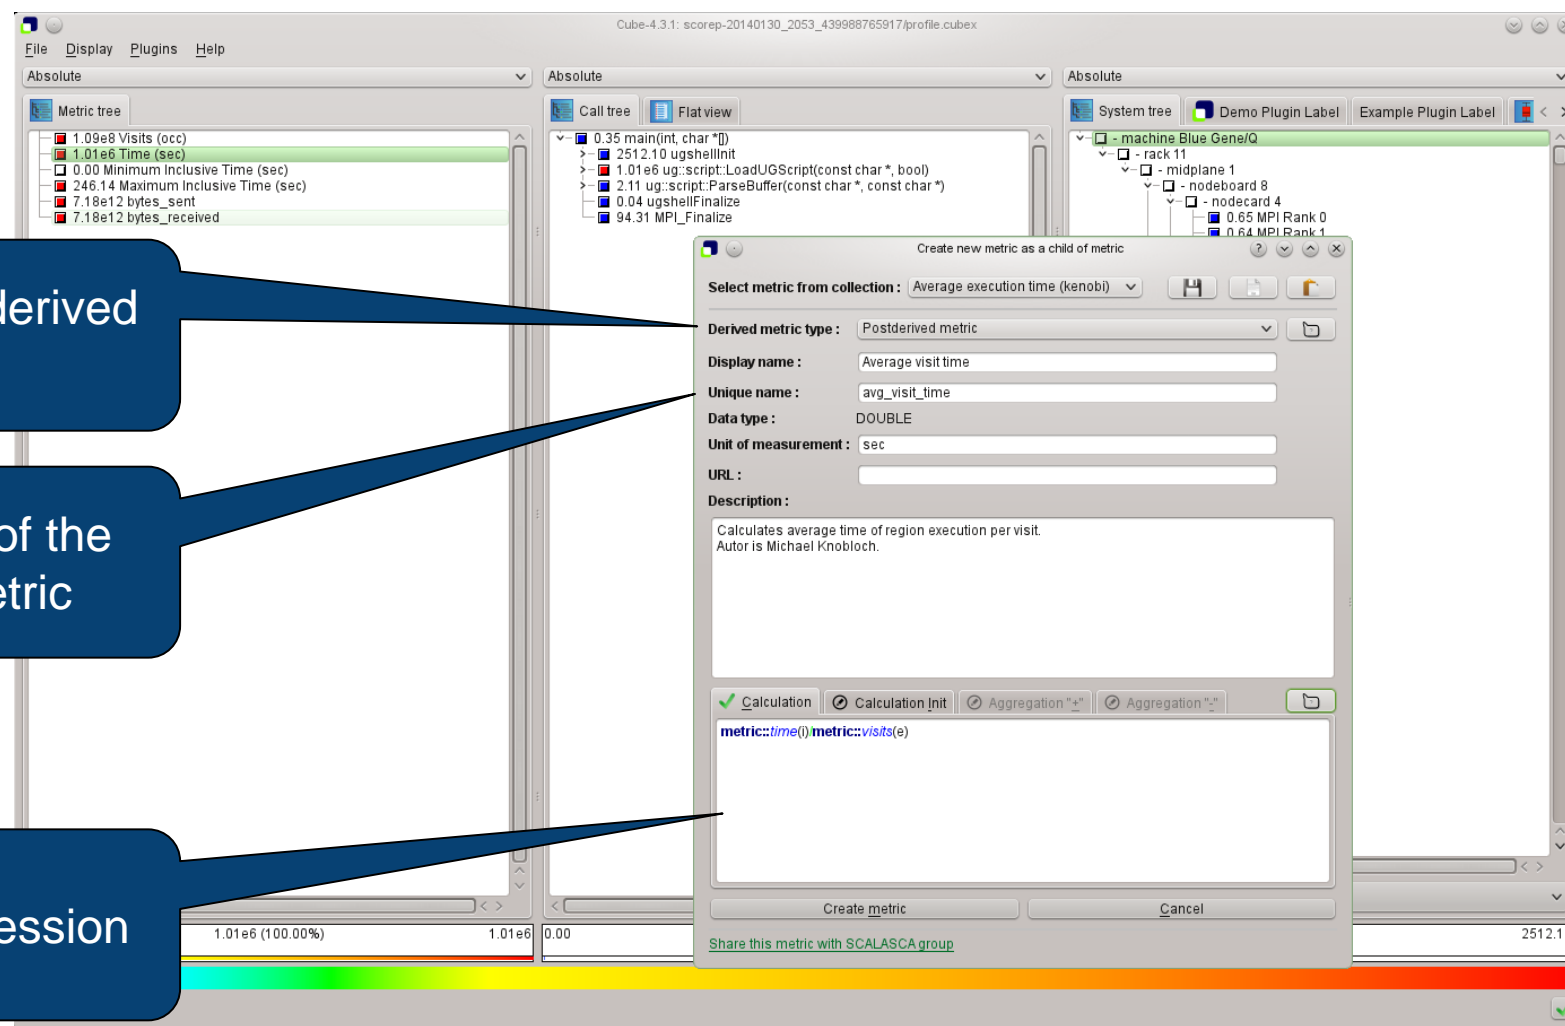 Cube-4.3.1: scorep-20140130_2053_439988765917/profile.cubex
File Display Plugins Help
Absolute
Absolute
Absolute
Metric tree
Call tree
Flat view
System tree
Demo Plugin Label
Example Plugin Label
1.09e8 Visits (occ)
1.01e6 Time (sec)
0.00 Minimum Inclusive Time (sec)
246.14 Maximum Inclusive Time (sec)
7.18e12 bytes_sent
7.18e12 bytes_received
0.35 main(int, char *[])
2512.10 ugshellInit
1.01e6 ug::script::LoadUGScript(const char *, bool)
2.11 ug::script::ParseBuffer(const char *, const char *)
0.04 ugshellFinalize
94.31 MPI_Finalize
- machine Blue Gene/Q
- rack 11
- midplane 1
- nodeboard 8
- nodecard 4
0.65 MPI Rank 0
0.64 MPI Rank 1
derived
of the
etric
ession
Create new metric as a child of metric
Select metric from collection : Average execution time (kenobi)
Derived metric type : Postderived metric
Display name : Average visit time
Unique name : avg_visit_time
Data type : DOUBLE
Unit of measurement : sec
URL :
Description :
Calculates average time of region execution per visit.
Autor is Michael Knobloch.
Calculation
Calculation Init
Aggregation "+"
Aggregation "-"
metric::time(i)/metric::visits(e)
Create metric
Cancel
Share this metric with SCALASCA group
1.01e6 (100.00%)
1.01e6
0.00
2512.1